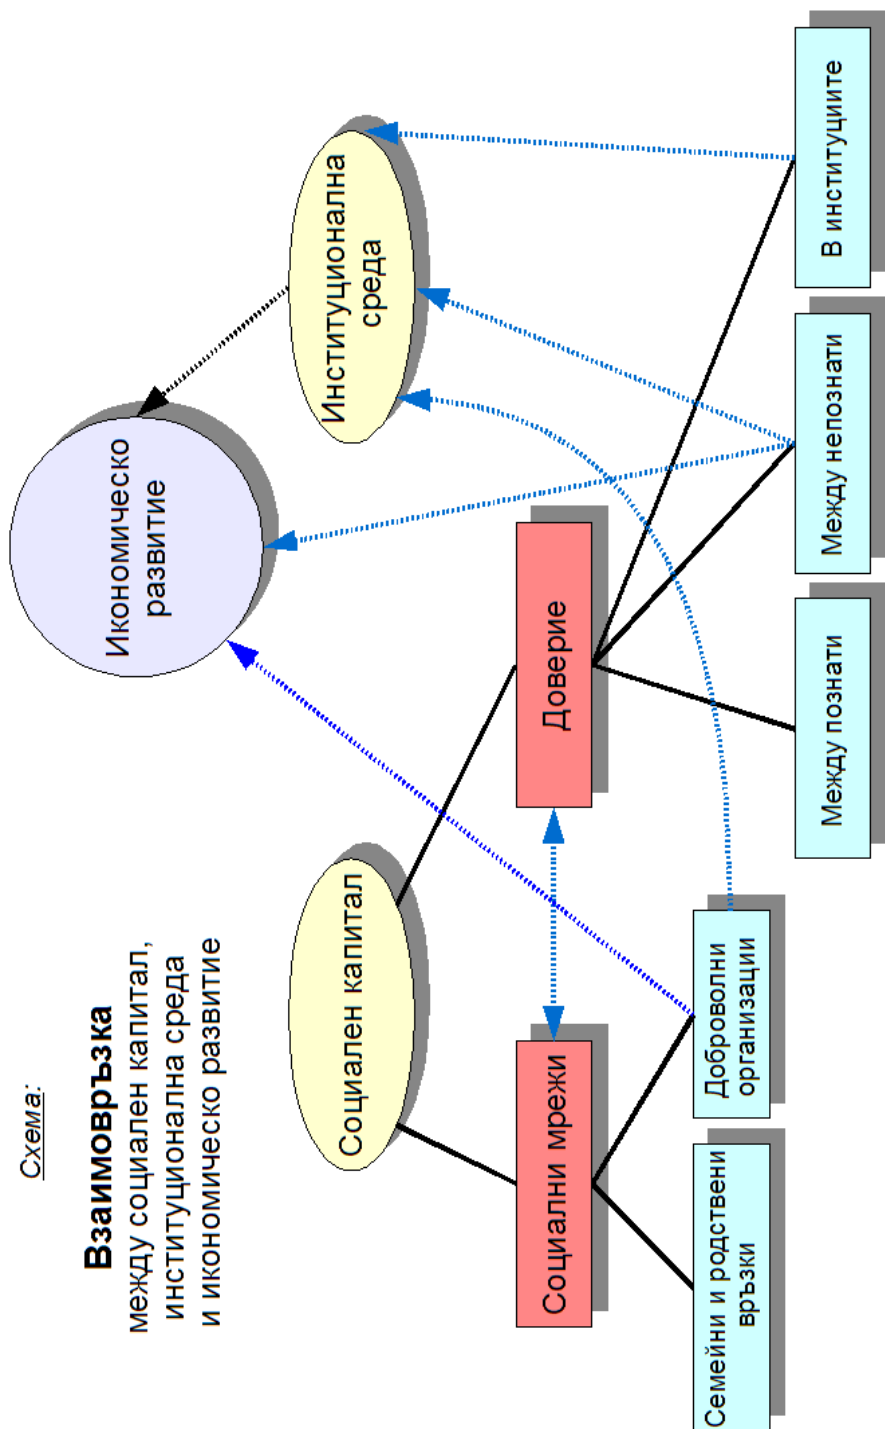 Схема:
Взаимовръзка
между социален капитал,
институционална среда
и икономическо развитие
Икономическо
развитие
Социален капитал
Институционална
среда
Социални мрежи
Доверие
Семейни и родствени
връзки
Доброволни
организации
Между познати
Между непознати
В институциите